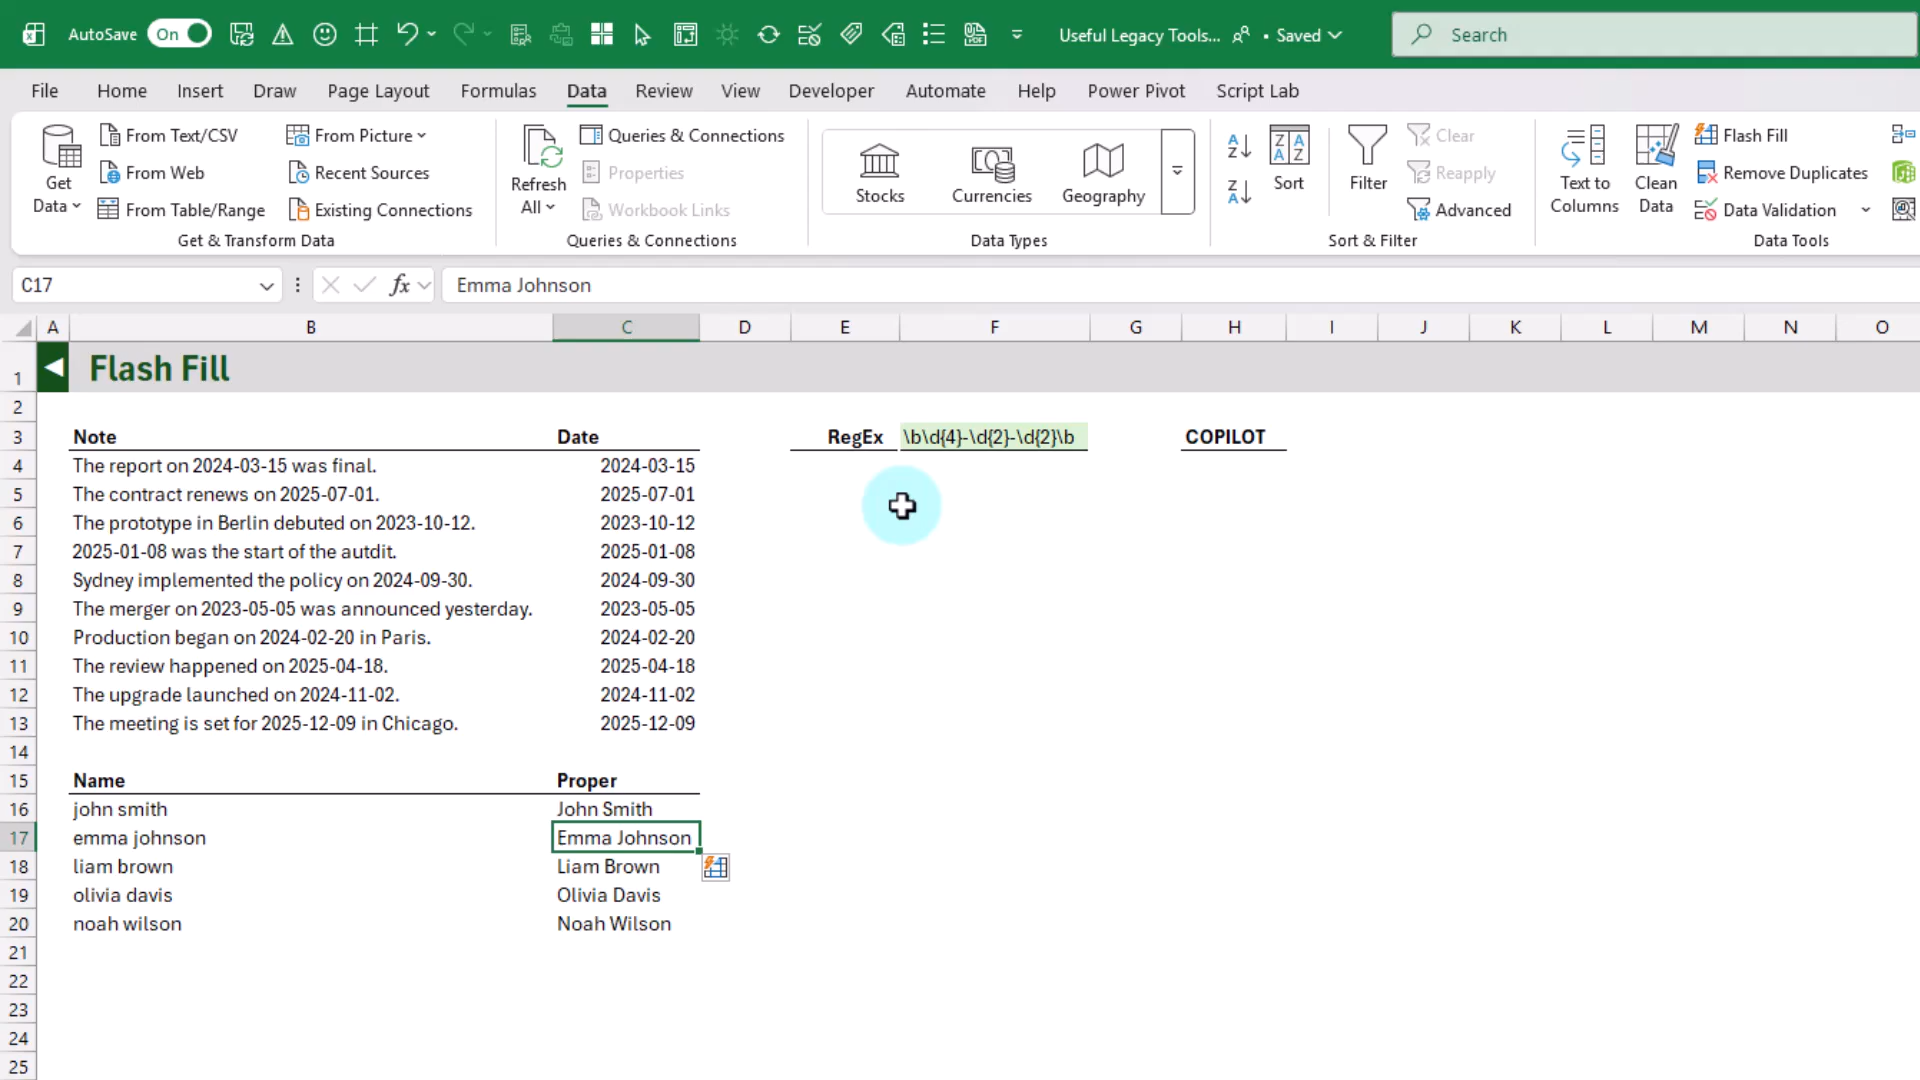 AutoSave On Useful Legacy Tools... • Saved Search
File Home Insert Draw Page Layout Formulas Data Review View Developer Automate Help Power Pivot Script Lab
Get Data
From Text/CSV
From Web
From Table/Range
From Picture
Recent Sources
Existing Connections
Get & Transform Data
Refresh All
Queries & Connections
Properties
Workbook Links
Queries & Connections
Stocks Currencies Geography
Data Types
Sort
Filter
Clear
Reapply
Advanced
Sort & Filter
Text to Columns
Clean Data
Flash Fill
Remove Duplicates
Data Validation
Data Tools
C17 fx Emma Johnson
A B C D E F G H I J K L M N O
1 Flash Fill
2
3 Note Date RegEx \b\d{4}-\d{2}-\d{2}\b COPILOT
4 The report on 2024-03-15 was final. 2024-03-15
5 The contract renews on 2025-07-01. 2025-07-01
6 The prototype in Berlin debuted on 2023-10-12. 2023-10-12
7 2025-01-08 was the start of the autdit. 2025-01-08
8 Sydney implemented the policy on 2024-09-30. 2024-09-30
9 The merger on 2023-05-05 was announced yesterday. 2023-05-05
10 Production began on 2024-02-20 in Paris. 2024-02-20
11 The review happened on 2025-04-18. 2025-04-18
12 The upgrade launched on 2024-11-02. 2024-11-02
13 The meeting is set for 2025-12-09 in Chicago. 2025-12-09
14
15 Name Proper
16 john smith John Smith
17 emma johnson Emma Johnson
18 liam brown Liam Brown
19 olivia davis Olivia Davis
20 noah wilson Noah Wilson
21
22
23
24
25